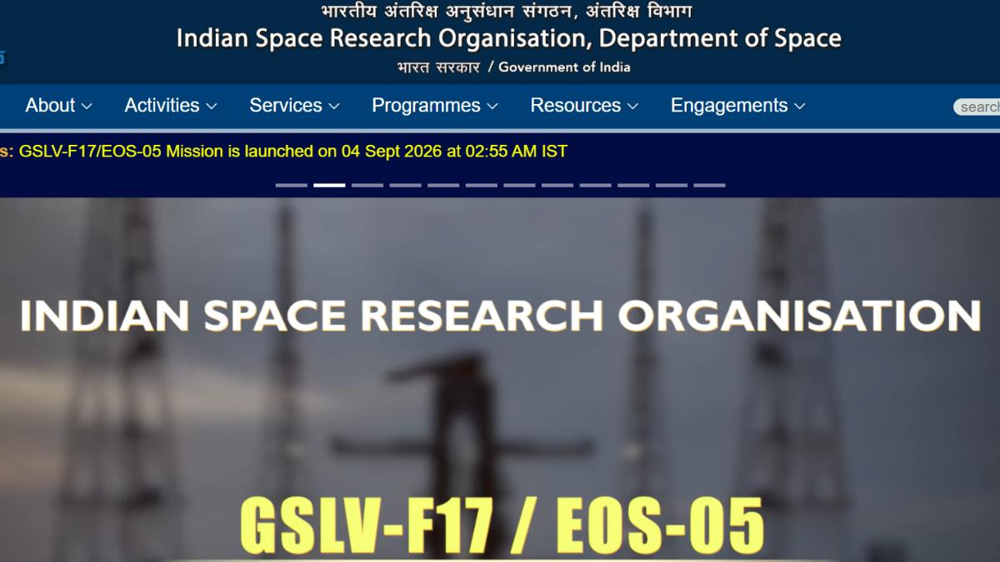 भारतीय अंतरिक्ष अनुसंधान संगठन, अंतरिक्ष विभाग
Indian Space Research Organisation, Department of Space
भारत सरकार / Government of India
About Activities Services Programmes Resources Engagements search
GSLV-F17/EOS-05 Mission is launched on 04 Sept 2026 at 02:55 AM IST
INDIAN SPACE RESEARCH ORGANISATION
GSLV-F17 / EOS-05